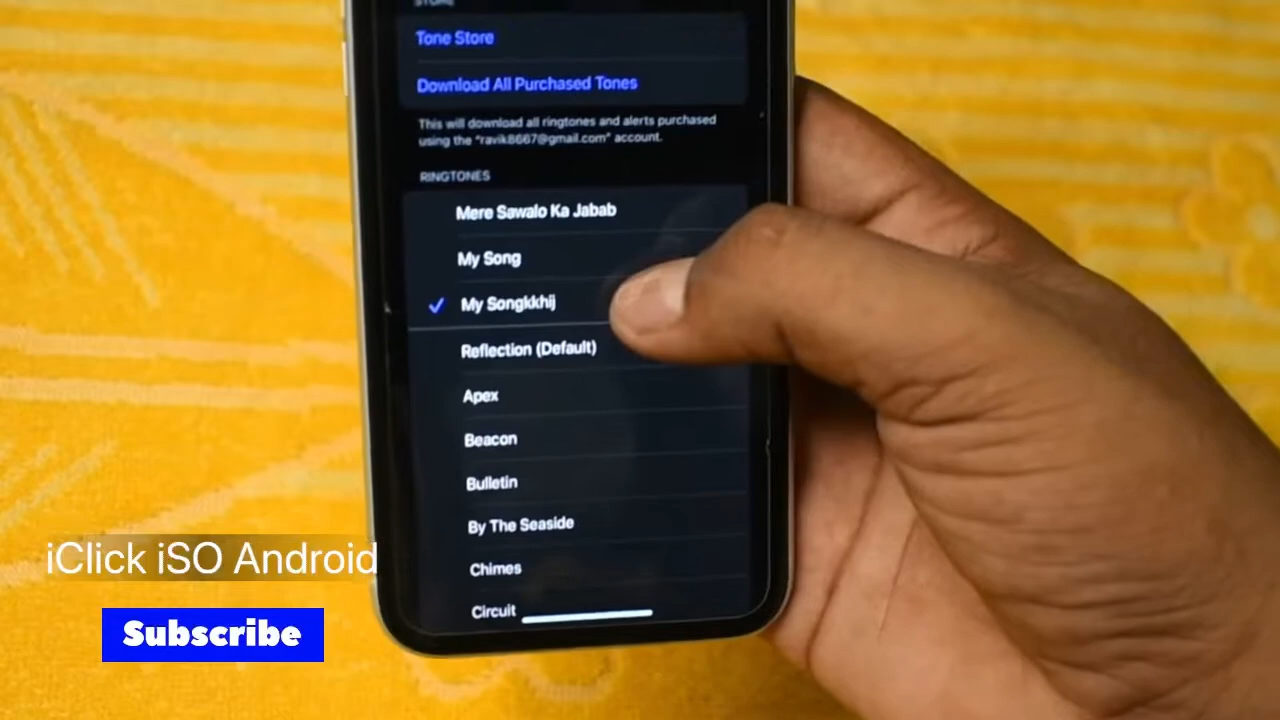 STORE
Tone Store
Download All Purchased Tones
This will download all ringtones and alerts purchased
using the “ravik8667@gmail.com” account.
RINGTONES
Mere Sawalo Ka Jabab
My Song
My Songkkhij
Reflection (Default)
Apex
Beacon
Bulletin
By The Seaside
Chimes
Circuit
iClick iSO Android
Subscribe